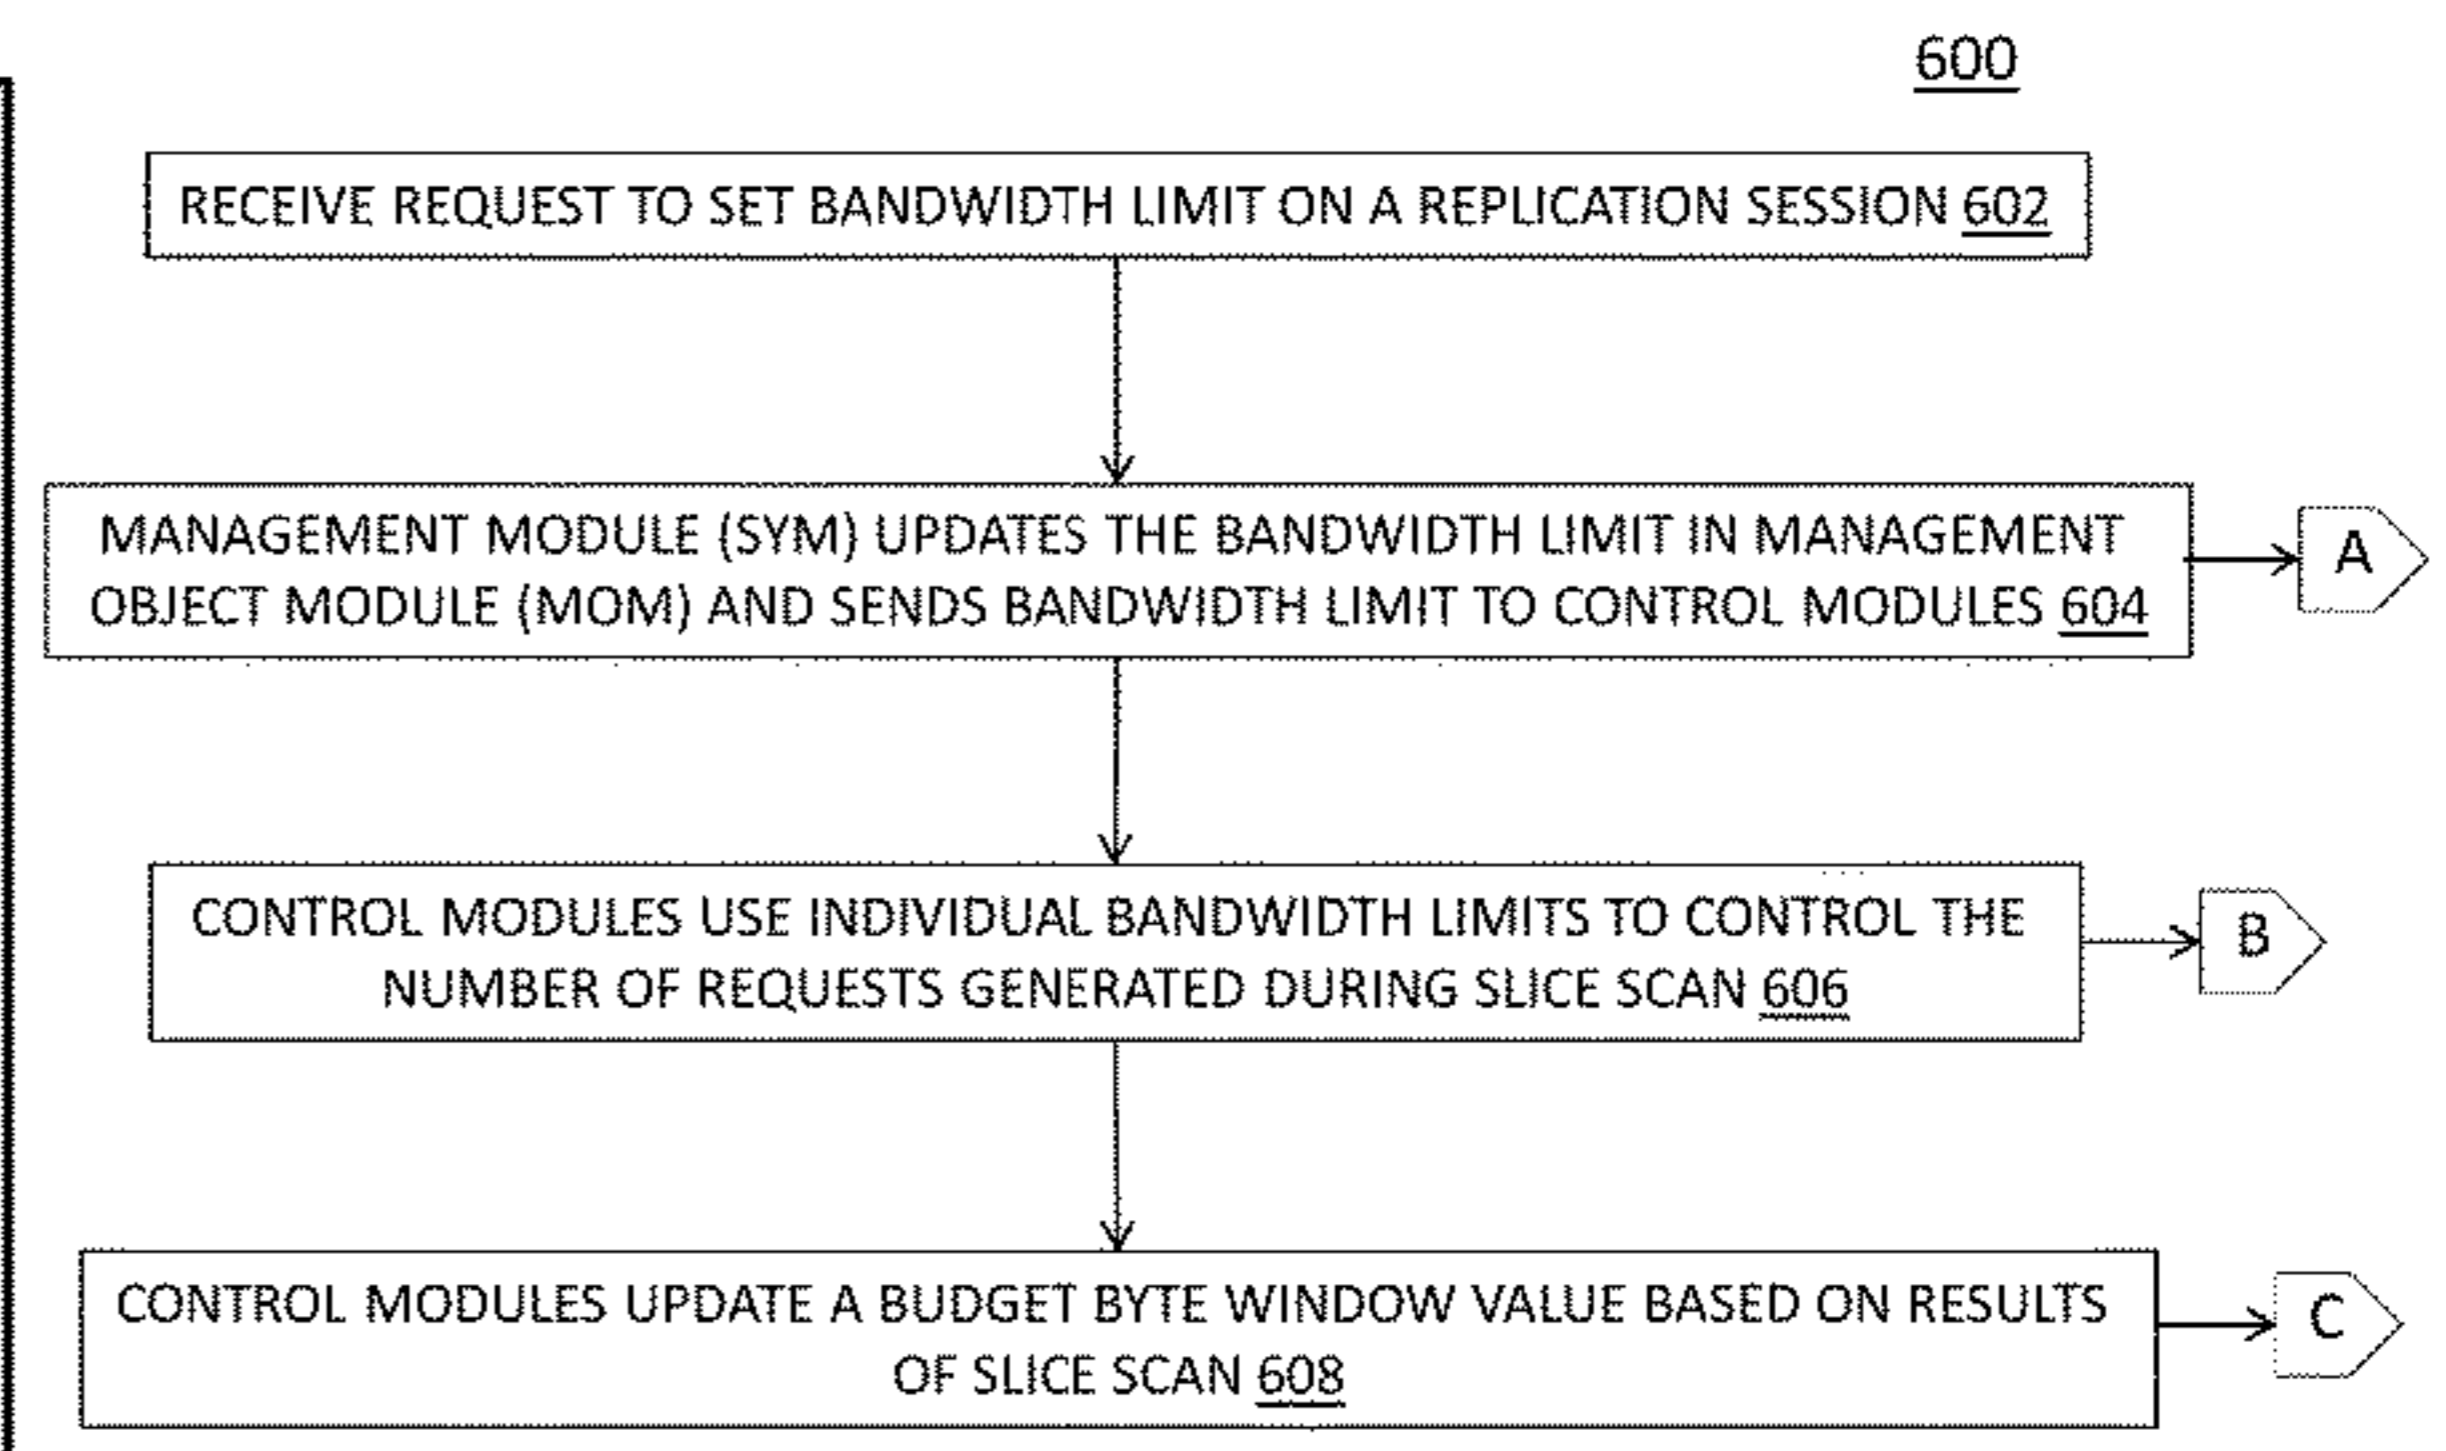 600
RECEIVE REQUEST TO SET BANDWIDTH LIMIT ON A REPLICATION SESSION 602
MANAGEMENT MODULE (SYM) UPDATES THE BANDWIDTH LIMIT IN MANAGEMENT
OBJECT MODULE (MOM) AND SENDS BANDWIDTH LIMIT TO CONTROL MODULES 604
A
CONTROL MODULES USE INDIVIDUAL BANDWIDTH LIMITS TO CONTROL THE
NUMBER OF REQUESTS GENERATED DURING SLICE SCAN 606
B
CONTROL MODULES UPDATE A BUDGET BYTE WINDOW VALUE BASED ON RESULTS
OF SLICE SCAN 608
C